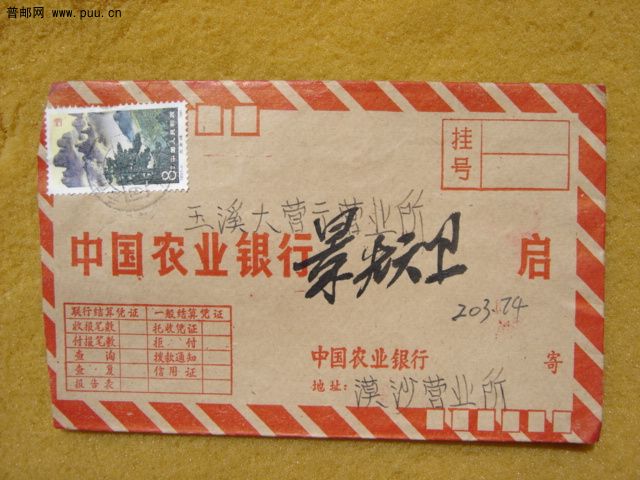 普邮网 www.puu.cn
8
挂号
玉溪大营云营业所
中国农业银行 启
203.74
联行结算凭证 一般结算凭证
收报笔数 托收凭证
付报笔数 拒付
查询 拨款通知
查复 信用证
报告表
中国农业银行 寄
地址: 漠沙营业所